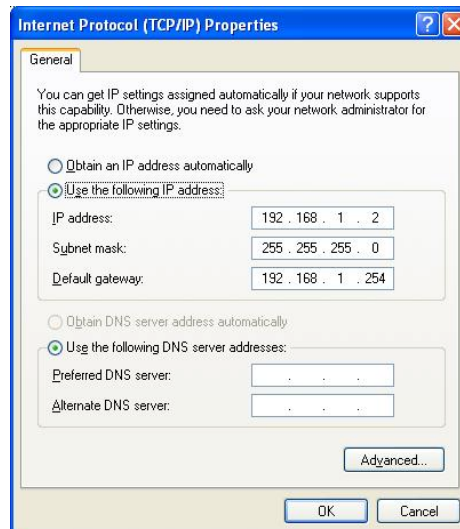 Internet Protocol (TCP/IP) Properties
General
You can get IP settings assigned automatically if your network supports
this capability. Otherwise, you need to ask your network administrator for
the appropriate IP settings.
Obtain an IP address automatically
Use the following IP address:
IP address: 192 . 168 . 1 . 2
Subnet mask: 255 . 255 . 255 . 0
Default gateway: 192 . 168 . 1 . 254
Obtain DNS server address automatically
Use the following DNS server addresses:
Preferred DNS server: . . .
Alternate DNS server: . . .
Advanced...
OK Cancel